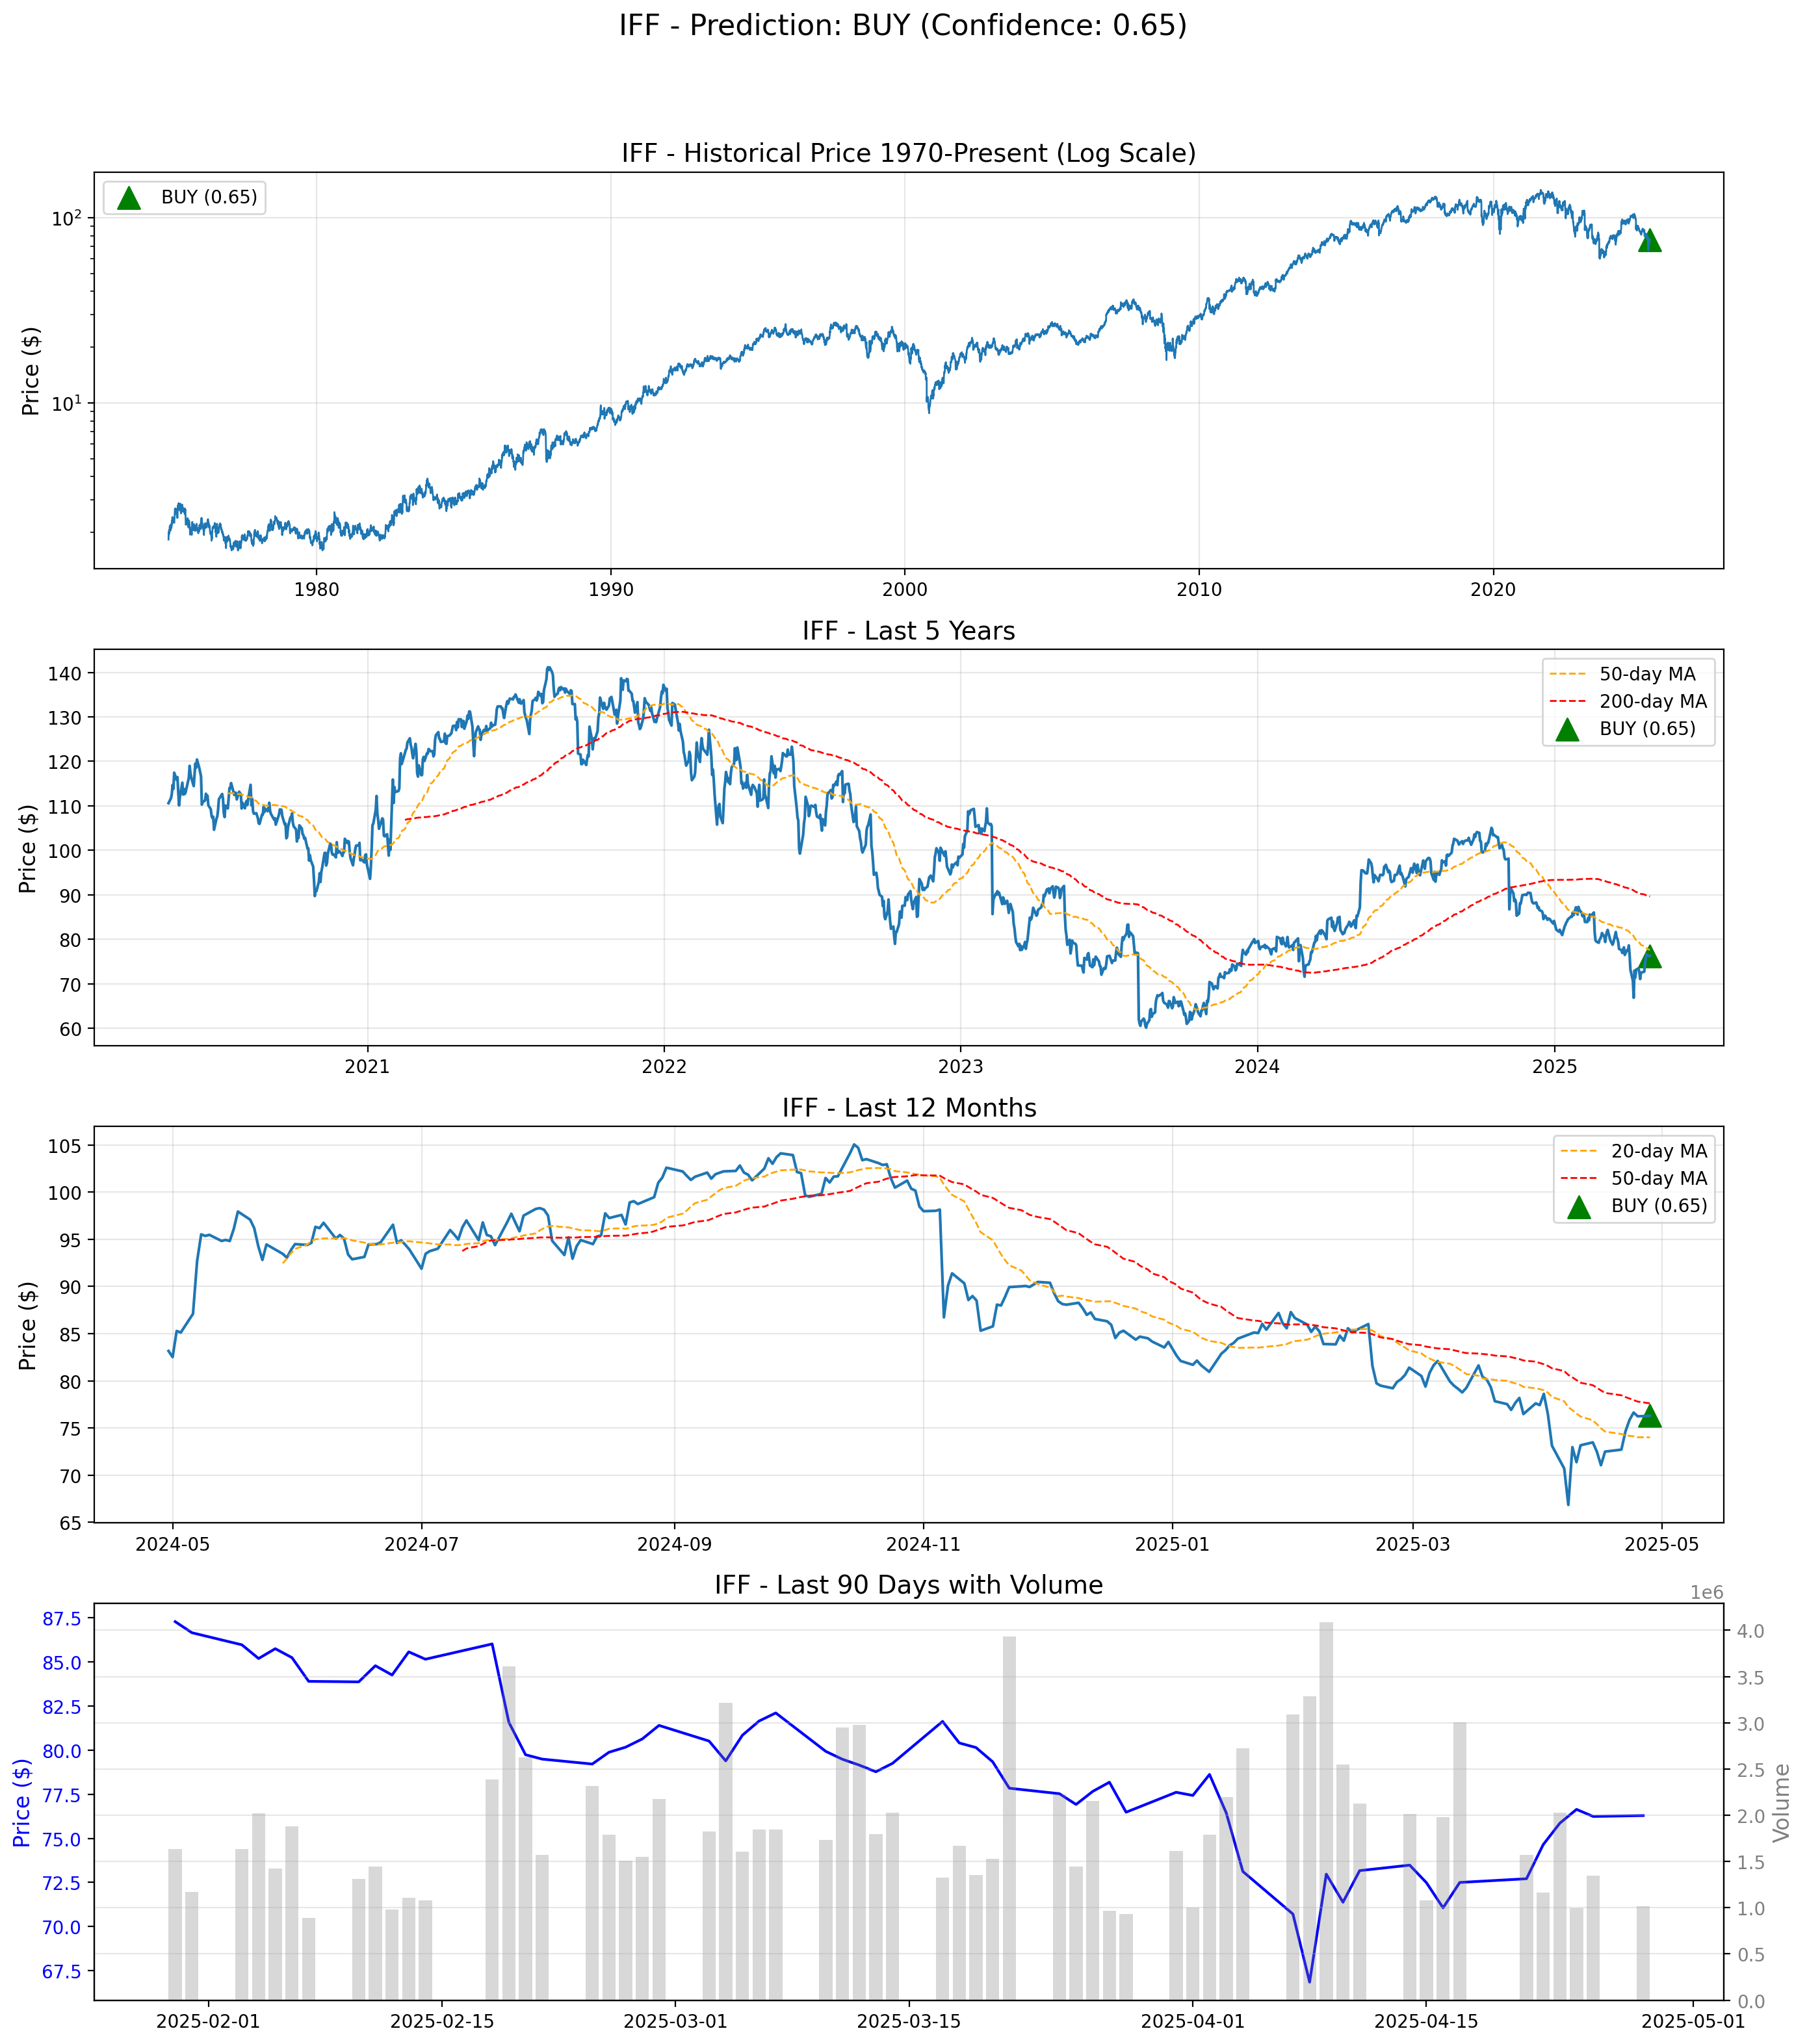 IFF - Prediction: BUY (Confidence: 0.65)
IFF - Historical Price 1970-Present (Log Scale)
BUY (0.65)
Price ($)
10²
10¹
1980 1990 2000 2010 2020
IFF - Last 5 Years
50-day MA
200-day MA
BUY (0.65)
Price ($)
140
130
120
110
100
90
80
70
60
2021 2022 2023 2024 2025
IFF - Last 12 Months
20-day MA
50-day MA
BUY (0.65)
Price ($)
105
100
95
90
85
80
75
70
65
2024-05 2024-07 2024-09 2024-11 2025-01 2025-03 2025-05
IFF - Last 90 Days with Volume
1e6
Price ($)
87.5
85.0
82.5
80.0
77.5
75.0
72.5
70.0
67.5
4.0
3.5
3.0
2.5
2.0
1.5
1.0
0.5
0.0
Volume
2025-02-01 2025-02-15 2025-03-01 2025-03-15 2025-04-01 2025-04-15 2025-05-01